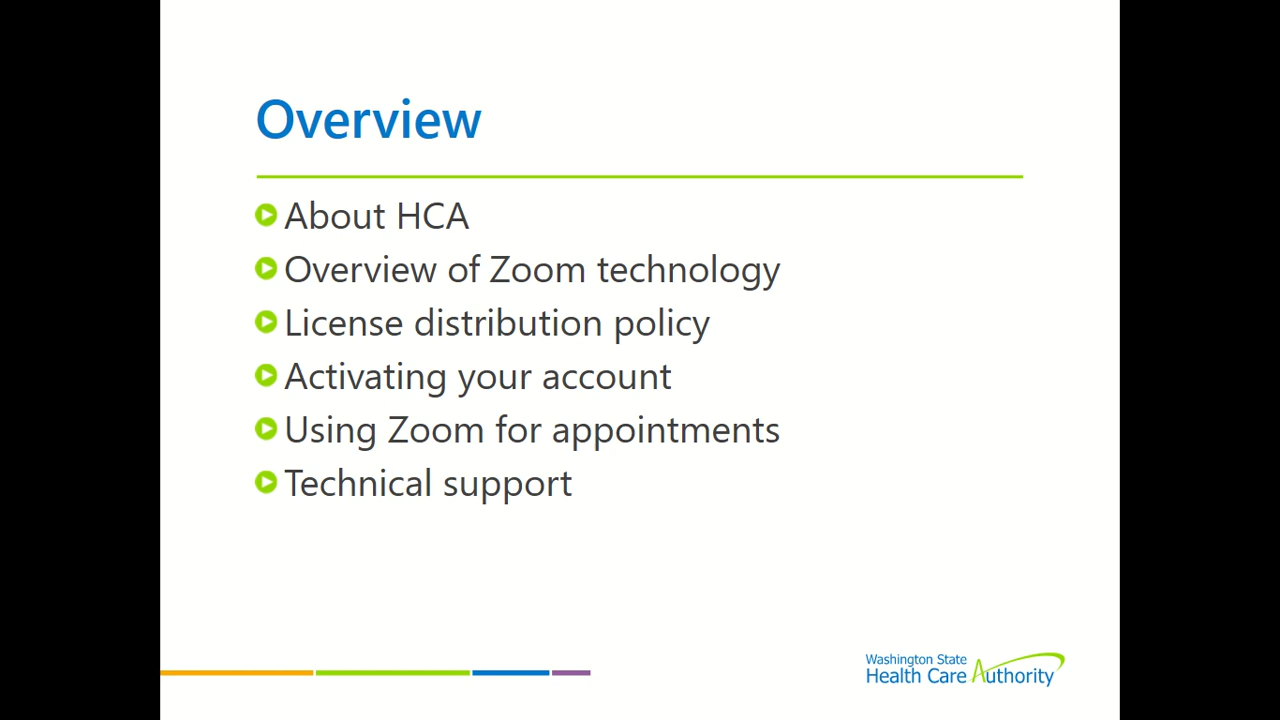 Overview
About HCA
Overview of Zoom technology
License distribution policy
Activating your account
Using Zoom for appointments
Technical support
Washington State
Health Care Authority